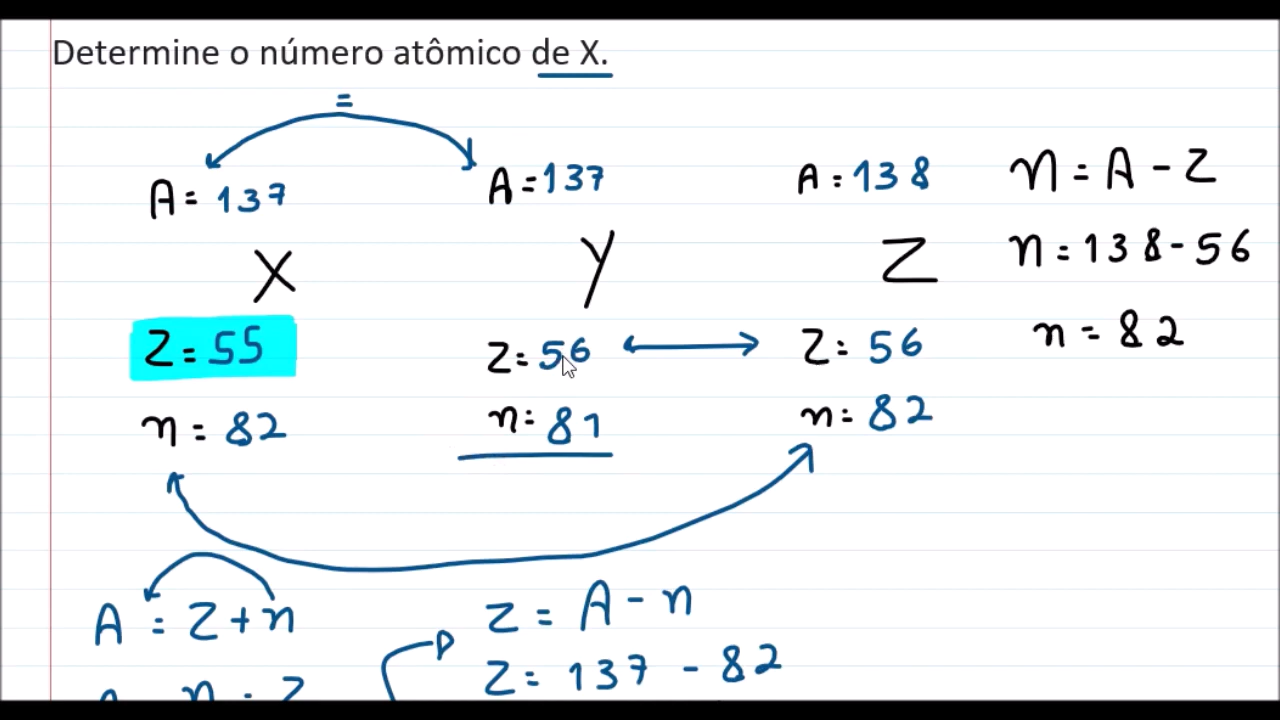 Determine o número atômico de X.
=
A = 137 A = 137 A = 138 n = A - Z
X Y Z n = 138 - 56
Z = 55 Z = 56 Z = 56 n = 82
n = 82 n = 81 n = 82
A = Z + n Z = A - n
Z = 137 - 82